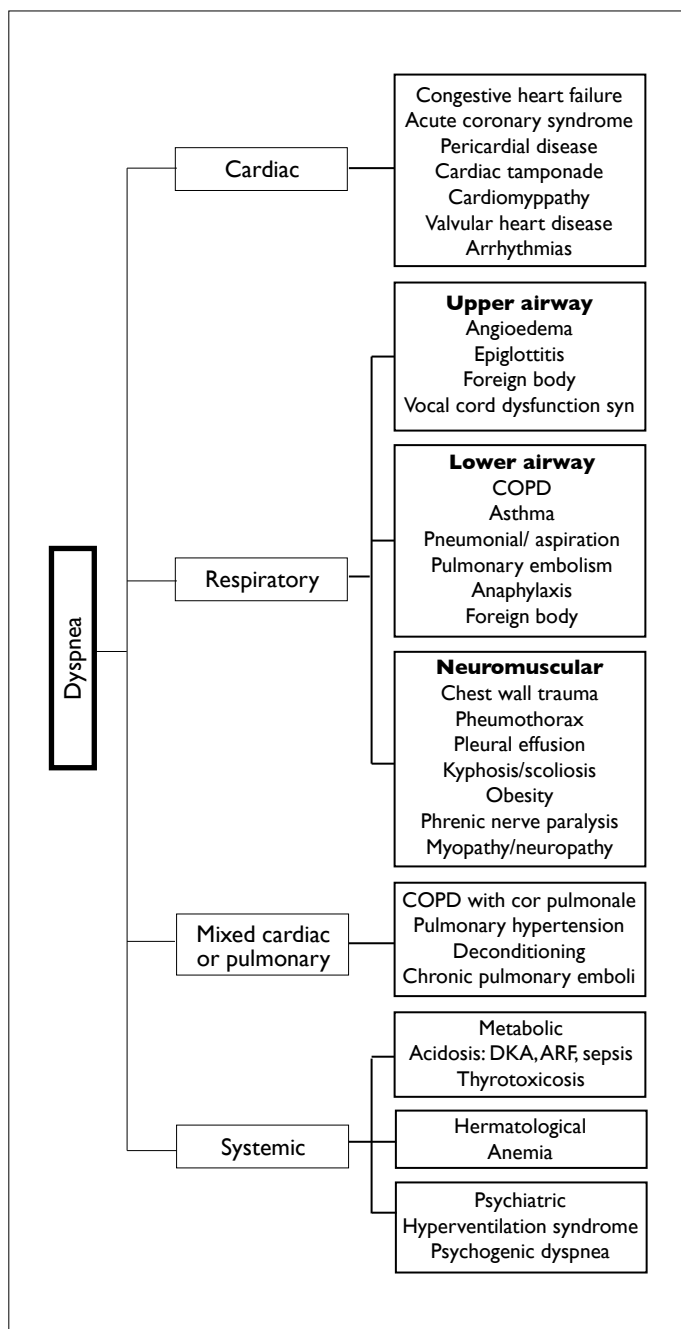 Dyspnea
Cardiac
Congestive heart failure
Acute coronary syndrome
Pericardial disease
Cardiac tamponade
Cardiomyppathy
Valvular heart disease
Arrhythmias
Respiratory
Upper airway
Angioedema
Epiglottitis
Foreign body
Vocal cord dysfunction syn
Lower airway
COPD
Asthma
Pneumonial/ aspiration
Pulmonary embolism
Anaphylaxis
Foreign body
Neuromuscular
Chest wall trauma
Pheumothorax
Pleural effusion
Kyphosis/scoliosis
Obesity
Phrenic nerve paralysis
Myopathy/neuropathy
Mixed cardiac
or pulmonary
COPD with cor pulmonale
Pulmonary hypertension
Deconditioning
Chronic pulmonary emboli
Systemic
Metabolic
Acidosis: DKA, ARF, sepsis
Thyrotoxicosis
Hermatological
Anemia
Psychiatric
Hyperventilation syndrome
Psychogenic dyspnea